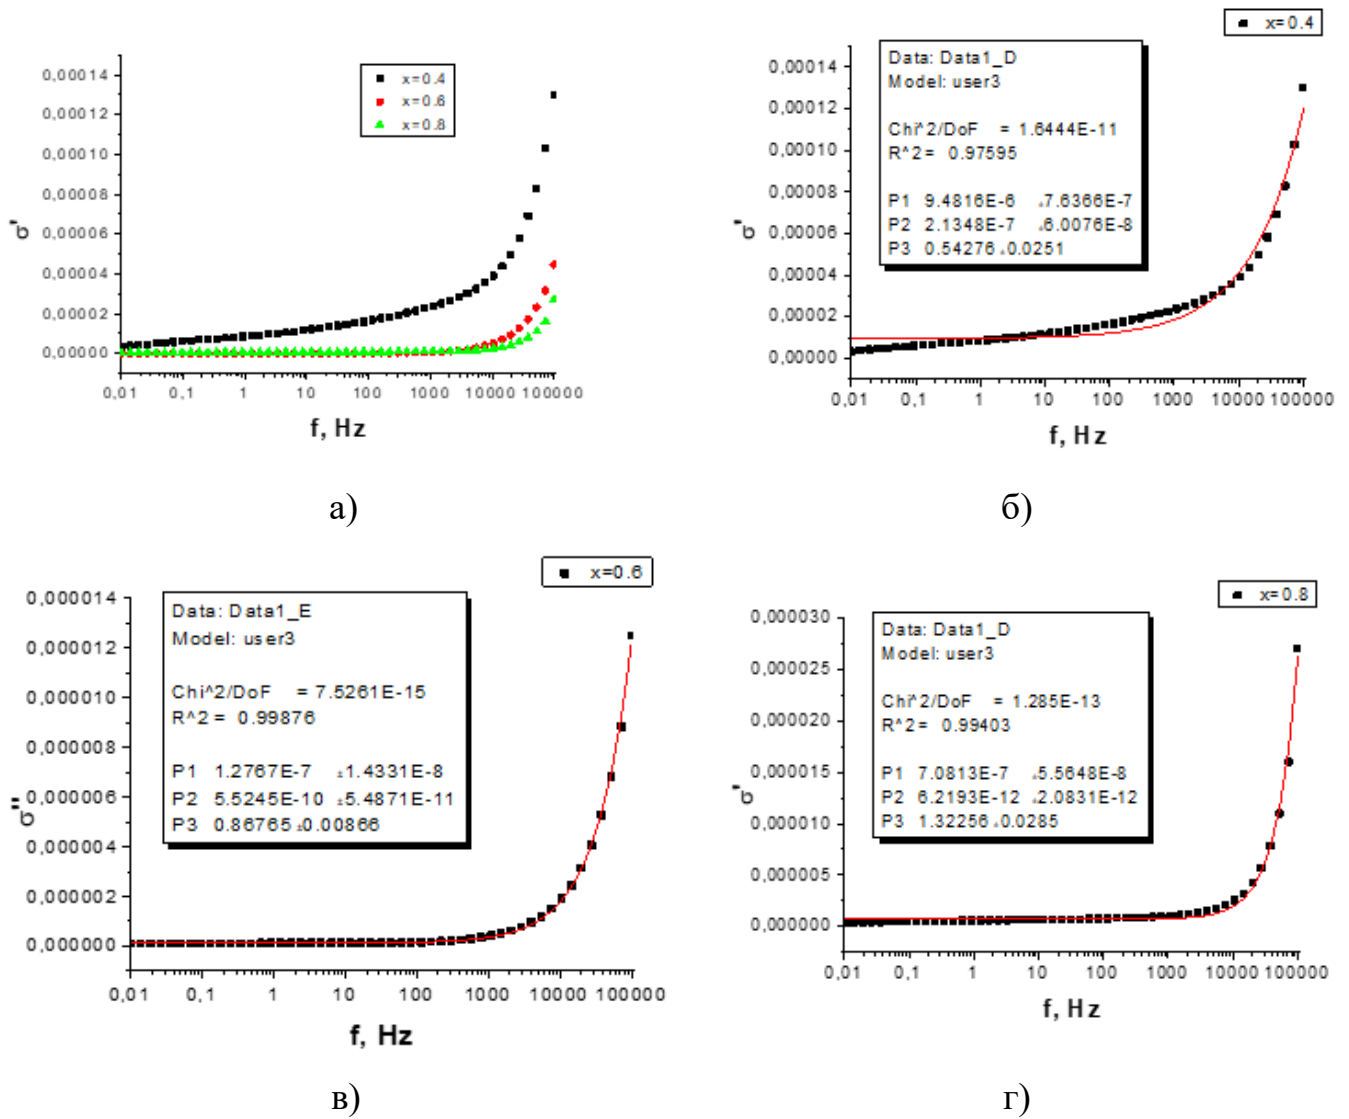 x=0.4
x=0.6
x=0.8
0,00014
0,00012
0,00010
0,00008
0,00006
0,00004
0,00002
0,00000
σ'
0,01 0,1 1 10 100 1000 10000 100000
f, Hz
а)
x=0.4
Data: Data1_D
Model: user3
Chi^2/DoF = 1.6444E-11
R^2 = 0.97595
P1 9.4816E-6 ±7.6366E-7
P2 2.1348E-7 ±6.0076E-8
P3 0.54276 ±0.0251
0,00014
0,00012
0,00010
0,00008
0,00006
0,00004
0,00002
0,00000
σ'
0,01 0,1 1 10 100 1000 10000 100000
f, Hz
б)
x=0.6
Data: Data1_E
Model: user3
Chi^2/DoF = 7.5261E-15
R^2 = 0.99876
P1 1.2767E-7 ±1.4331E-8
P2 5.5245E-10 ±5.4871E-11
P3 0.86765 ±0.00866
0,000014
0,000012
0,000010
0,000008
0,000006
0,000004
0,000002
0,000000
σ''
0,01 0,1 1 10 100 1000 10000 100000
f, Hz
в)
x=0.8
Data: Data1_D
Model: user3
Chi^2/DoF = 1.285E-13
R^2 = 0.99403
P1 7.0813E-7 ±5.5648E-8
P2 6.2193E-12 ±2.0831E-12
P3 1.32256 ±0.0285
0,000030
0,000025
0,000020
0,000015
0,000010
0,000005
0,000000
σ'
0,01 0,1 1 10 100 1000 10000 100000
f, Hz
г)